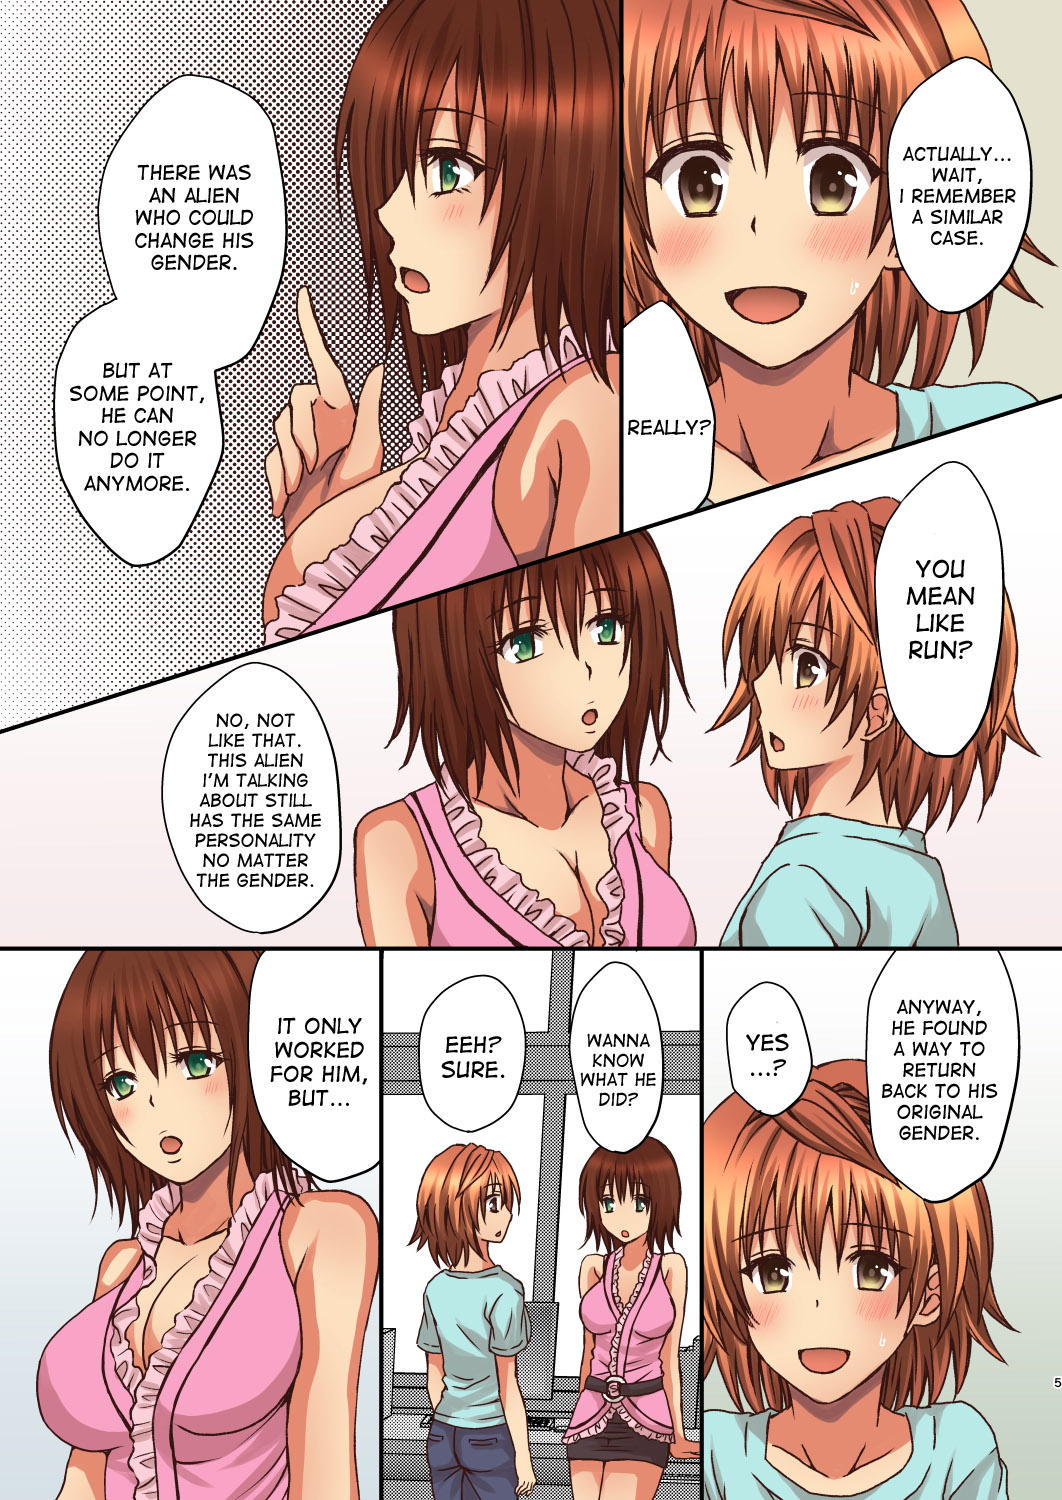 ACTUALLY...
WAIT,
I REMEMBER
A SIMILAR
CASE.
REALLY?
THERE WAS
AN ALIEN
WHO COULD
CHANGE HIS
GENDER.
BUT AT
SOME POINT,
HE CAN
NO LONGER
DO IT
ANYMORE.
YOU
MEAN
LIKE
RUN?
NO, NOT
LIKE THAT.
THIS ALIEN
I'M TALKING
ABOUT STILL
HAS THE SAME
PERSONALITY
NO MATTER
THE GENDER.
ANYWAY,
HE FOUND
A WAY TO
RETURN
BACK TO HIS
ORIGINAL
GENDER.
YES
...?
WANNA
KNOW
WHAT HE
DID?
EEH?
SURE.
IT ONLY
WORKED
FOR HIM,
BUT...
5